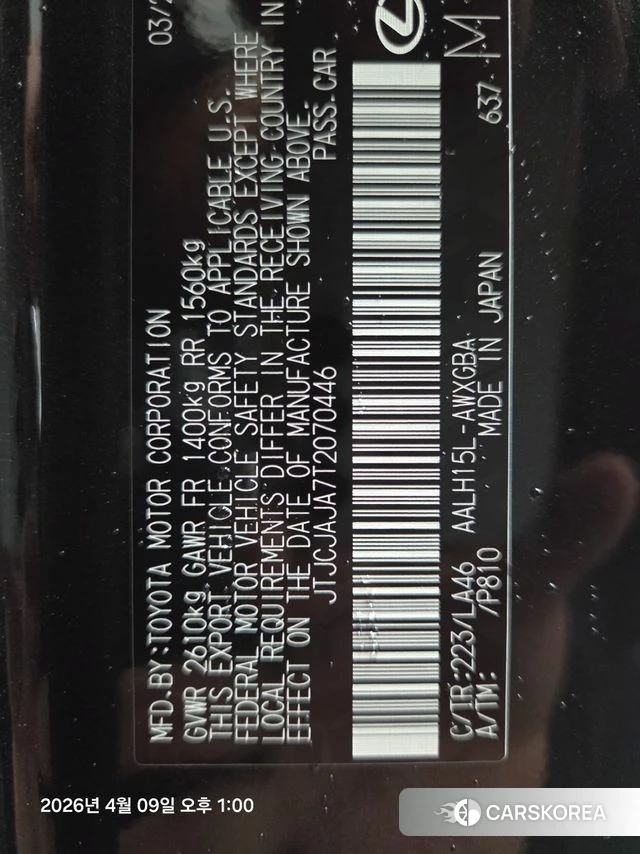 03/2
MFD.BY:TOYOTA MOTOR CORPORATION
GVWR 2610kg GAWR FR 1400kg RR 1560kg
THIS EXPORT VEHICLE CONFORMS TO APPLICABLE U.S.
FEDERAL MOTOR VEHICLE SAFETY STANDARDS EXCEPT WHERE
LOCAL REQUIREMENTS DIFFER IN THE RECEIVING COUNTRY IN
EFFECT ON THE DATE OF MANUFACTURE SHOWN ABOVE.
JTJCJAJA7T2070446 PASS.CAR
C/TR:223/LA46 AALH15L-AWXGBA
A/TM: /P810 MADE IN JAPAN
637
M
2026년 4월 09일 오후 1:00
CARSKOREA